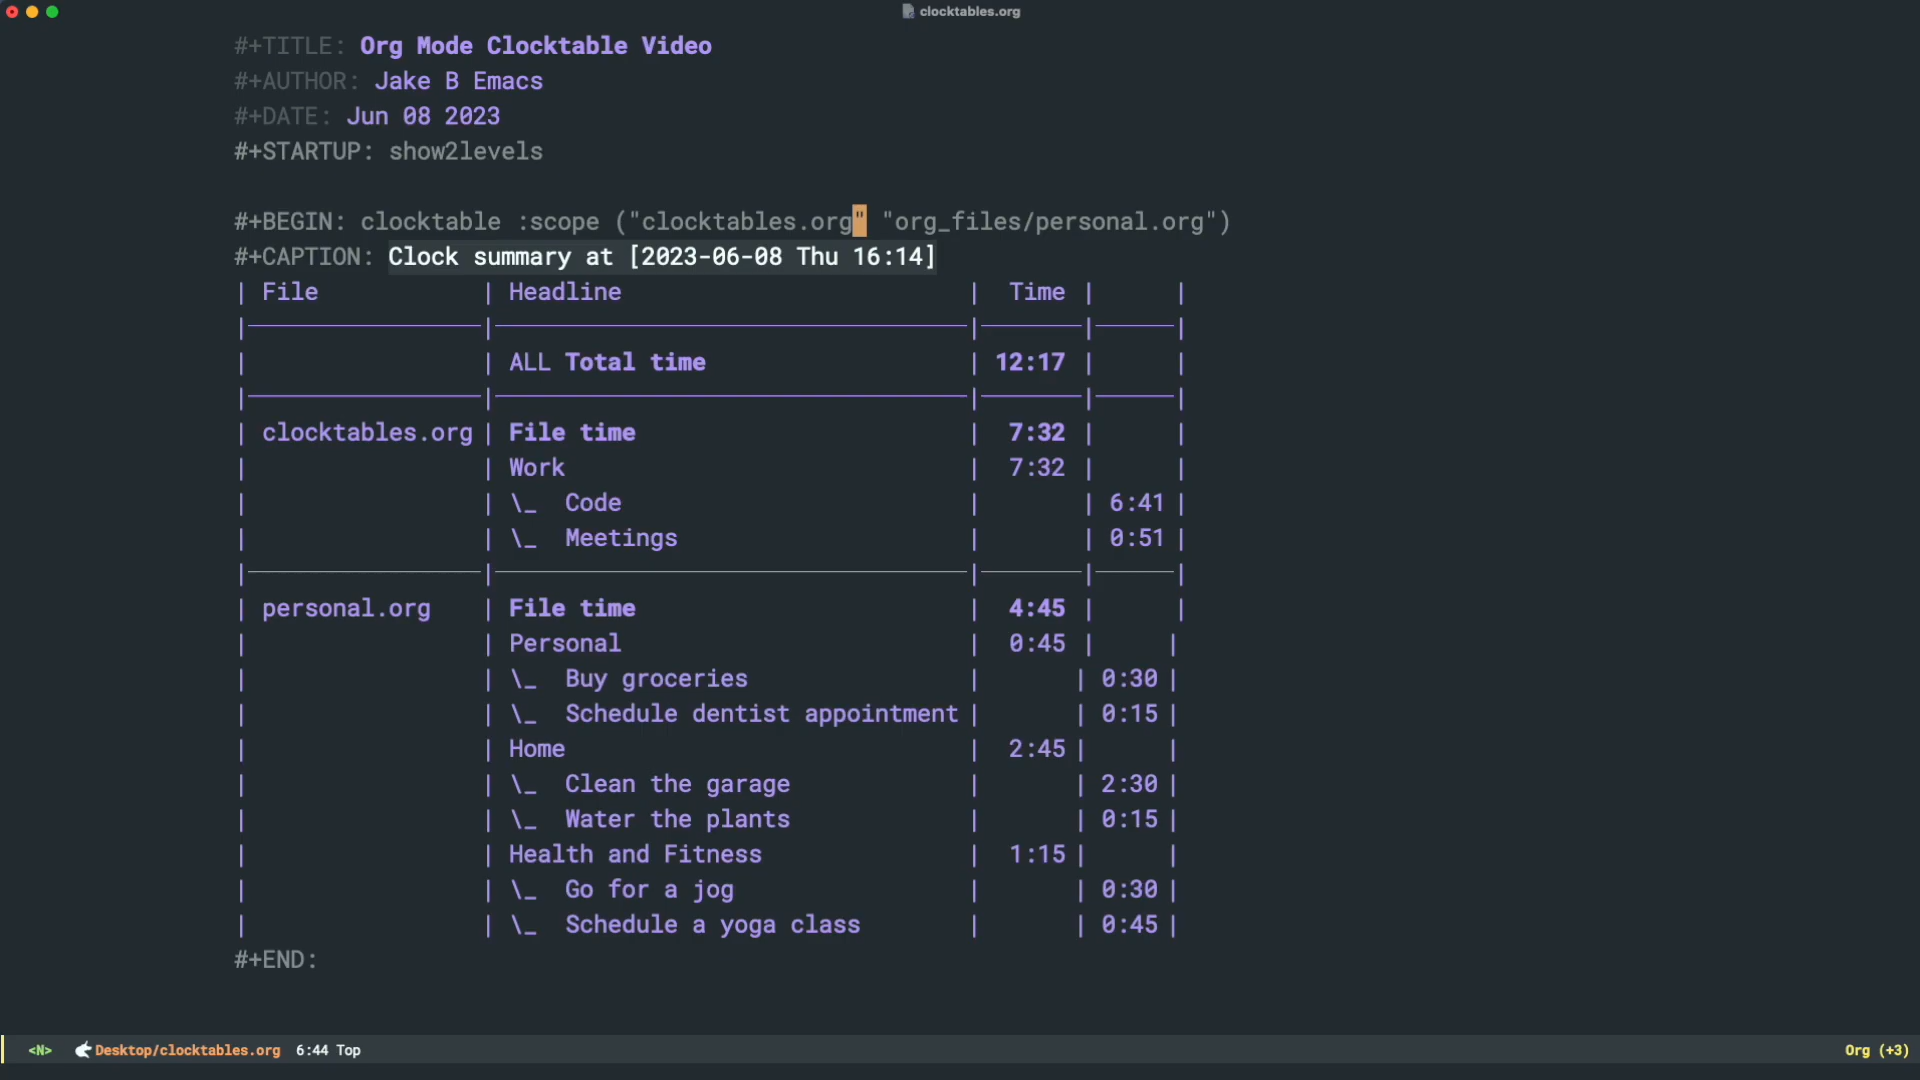 clocktables.org
#+TITLE: Org Mode Clocktable Video
#+AUTHOR: Jake B Emacs
#+DATE: Jun 08 2023
#+STARTUP: show2levels
#+BEGIN: clocktable :scope ("clocktables.org" "org_files/personal.org")
#+CAPTION: Clock summary at [2023-06-08 Thu 16:14]
| File | Headline | Time | |
| | ALL Total time | 12:17 | |
| clocktables.org | File time | 7:32 | |
| | Work | 7:32 | |
| | \_ Code | | 6:41 |
| | \_ Meetings | | 0:51 |
| personal.org | File time | 4:45 | |
| | Personal | 0:45 | |
| | \_ Buy groceries | | 0:30 |
| | \_ Schedule dentist appointment | | 0:15 |
| | Home | 2:45 | |
| | \_ Clean the garage | | 2:30 |
| | \_ Water the plants | | 0:15 |
| | Health and Fitness | 1:15 | |
| | \_ Go for a jog | | 0:30 |
| | \_ Schedule a yoga class | | 0:45 |
#+END:
<N> Desktop/clocktables.org 6:44 Top Org (+3)